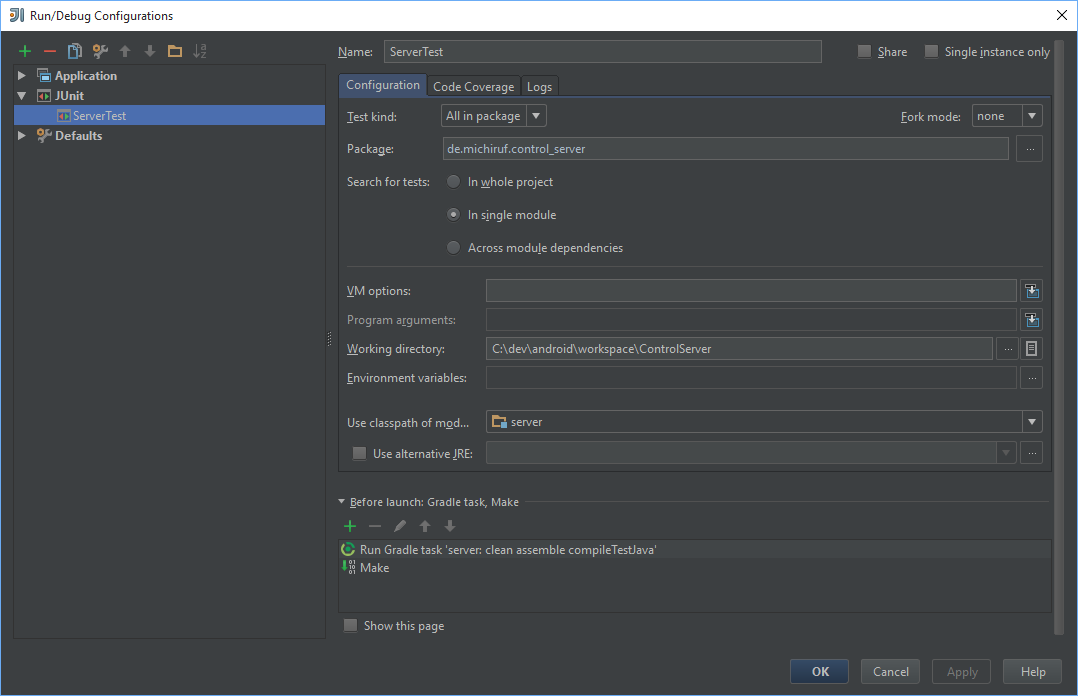 Run/Debug Configurations
Name: ServerTest Share Single instance only
Application
JUnit
ServerTest
Defaults
Configuration Code Coverage Logs
Test kind: All in package Fork mode: none
Package: de.michiruf.control_server ...
Search for tests: In whole project
In single module
Across module dependencies
VM options:
Program arguments:
Working directory: C:\dev\android\workspace\ControlServer ...
Environment variables: ...
Use classpath of mod... server
Use alternative JRE: ...
Before launch: Gradle task, Make
Run Gradle task 'server: clean assemble compileTestJava'
Make
Show this page
OK Cancel Apply Help